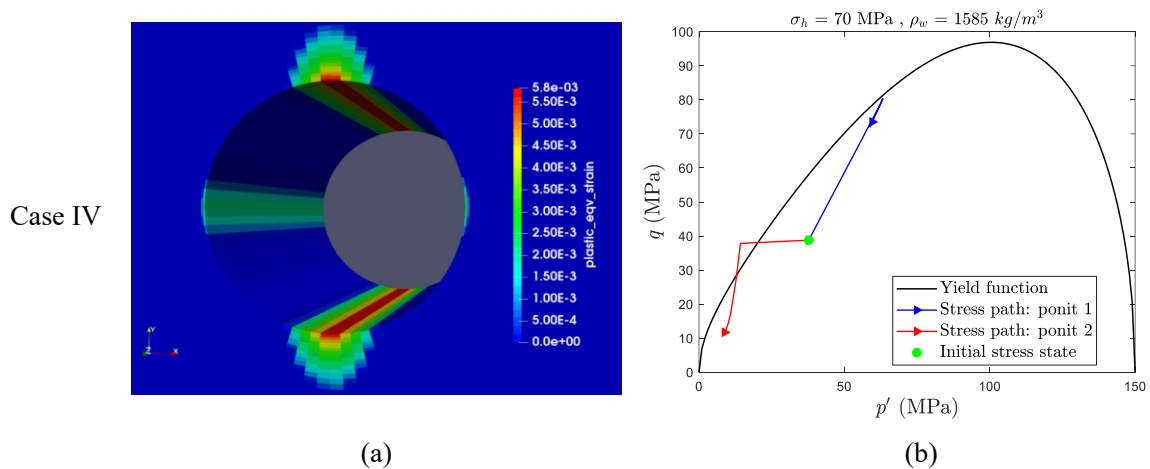 Case IV
5.8e-03
5.50E-3
5.00E-3
4.50E-3
4.00E-3
3.50E-3
3.00E-3
2.50E-3
2.00E-3
1.50E-3
1.00E-3
5.00E-4
0.0e+00
plastic_eqv_strain
Y
Z
X
(a)
σh = 70 MPa , ρw = 1585 kg/m³
100
90
80
70
60
50
40
30
20
10
0
q (MPa)
Yield function
Stress path: ponit 1
Stress path: ponit 2
Initial stress state
0 50 100 150
p′ (MPa)
(b)